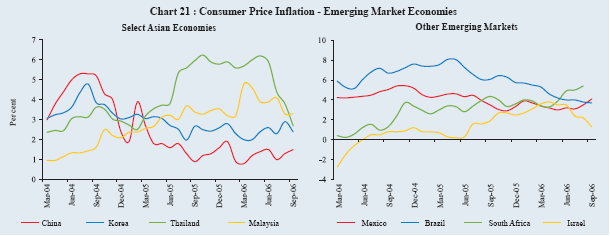 Chart 21 : Consumer Price Inflation - Emerging Market Economies
Select Asian Economies
Per cent
7
6
5
4
3
2
1
0
Mar-04
Jun-04
Sep-04
Dec-04
Mar-05
Jun-05
Sep-05
Dec-05
Mar-06
Jun-06
Sep-06
China
Korea
Thailand
Malaysia
Other Emerging Markets
10
8
6
4
2
0
-2
-4
Mar-04
Jun-04
Sep-04
Dec-04
Mar-05
Jun-05
Sep-05
Dec-05
Mar-06
Jun-06
Sep-06
Mexico
Brazil
South Africa
Israel